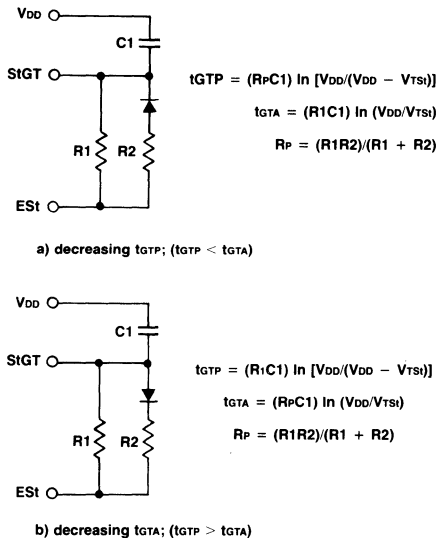 VDD
C1
StGT
R1
R2
ESt
tGTP = (RPC1) ln [VDD/(VDD − VTSt)]
tGTA = (R1C1) ln (VDD/VTSt)
RP = (R1R2)/(R1 + R2)
a) decreasing tGTP; (tGTP < tGTA)
VDD
C1
StGT
R1
R2
ESt
tGTP = (R1C1) ln [VDD/(VDD − VTSt)]
tGTA = (RPC1) ln (VDD/VTSt)
RP = (R1R2)/(R1 + R2)
b) decreasing tGTA; (tGTP > tGTA)